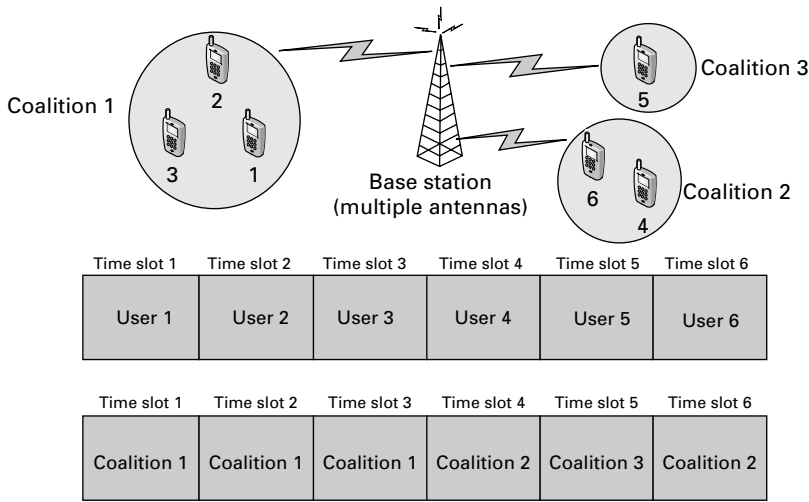 Coalition 1
2
3
1
Base station
(multiple antennas)
5
Coalition 3
6
4
Coalition 2
Time slot 1 Time slot 2 Time slot 3 Time slot 4 Time slot 5 Time slot 6
User 1 User 2 User 3 User 4 User 5 User 6
Time slot 1 Time slot 2 Time slot 3 Time slot 4 Time slot 5 Time slot 6
Coalition 1 Coalition 1 Coalition 1 Coalition 2 Coalition 3 Coalition 2